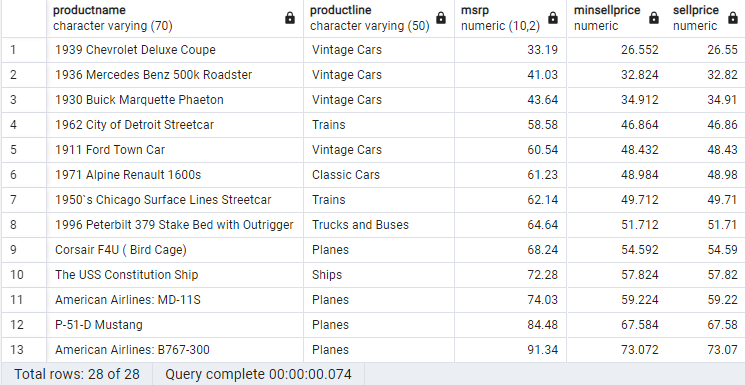 productname productline msrp minsellprice sellprice
character varying (70) character varying (50) numeric (10,2) numeric numeric
1 1939 Chevrolet Deluxe Coupe Vintage Cars 33.19 26.552 26.55
2 1936 Mercedes Benz 500k Roadster Vintage Cars 41.03 32.824 32.82
3 1930 Buick Marquette Phaeton Vintage Cars 43.64 34.912 34.91
4 1962 City of Detroit Streetcar Trains 58.58 46.864 46.86
5 1911 Ford Town Car Vintage Cars 60.54 48.432 48.43
6 1971 Alpine Renault 1600s Classic Cars 61.23 48.984 48.98
7 1950`s Chicago Surface Lines Streetcar Trains 62.14 49.712 49.71
8 1996 Peterbilt 379 Stake Bed with Outrigger Trucks and Buses 64.64 51.712 51.71
9 Corsair F4U ( Bird Cage) Planes 68.24 54.592 54.59
10 The USS Constitution Ship Ships 72.28 57.824 57.82
11 American Airlines: MD-11S Planes 74.03 59.224 59.22
12 P-51-D Mustang Planes 84.48 67.584 67.58
13 American Airlines: B767-300 Planes 91.34 73.072 73.07
Total rows: 28 of 28 Query complete 00:00:00.074